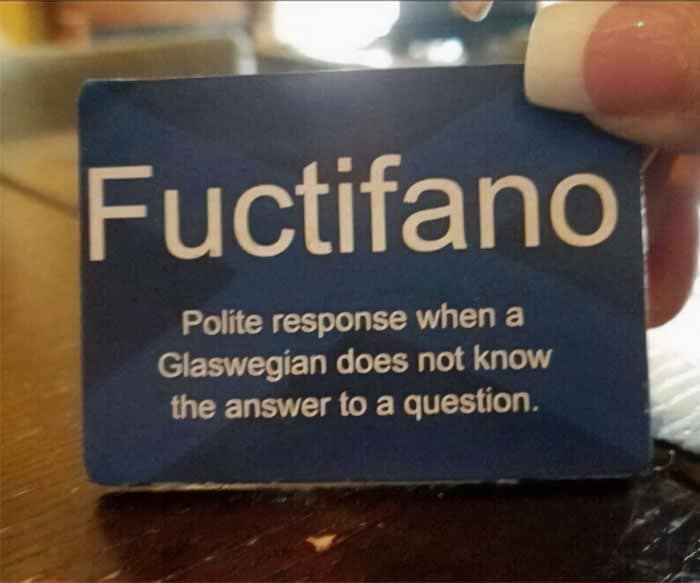 Fuctifano
Polite response when a
Glaswegian does not know
the answer to a question.